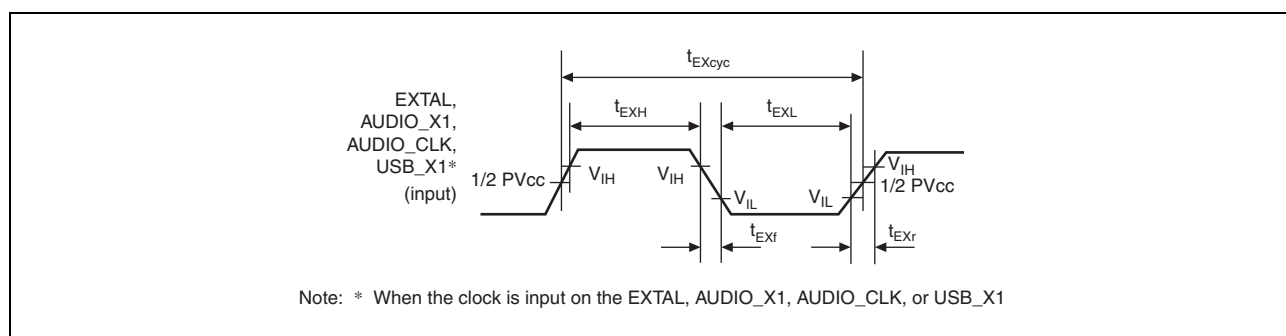 tEXcyc
EXTAL,
AUDIO_X1,
AUDIO_CLK,
USB_X1*
(input)
tEXH
tEXL
1/2 PVcc
VIH
VIH
VIL
VIL
VIH
1/2 PVcc
tEXf
tEXr
Note: * When the clock is input on the EXTAL, AUDIO_X1, AUDIO_CLK, or USB_X1